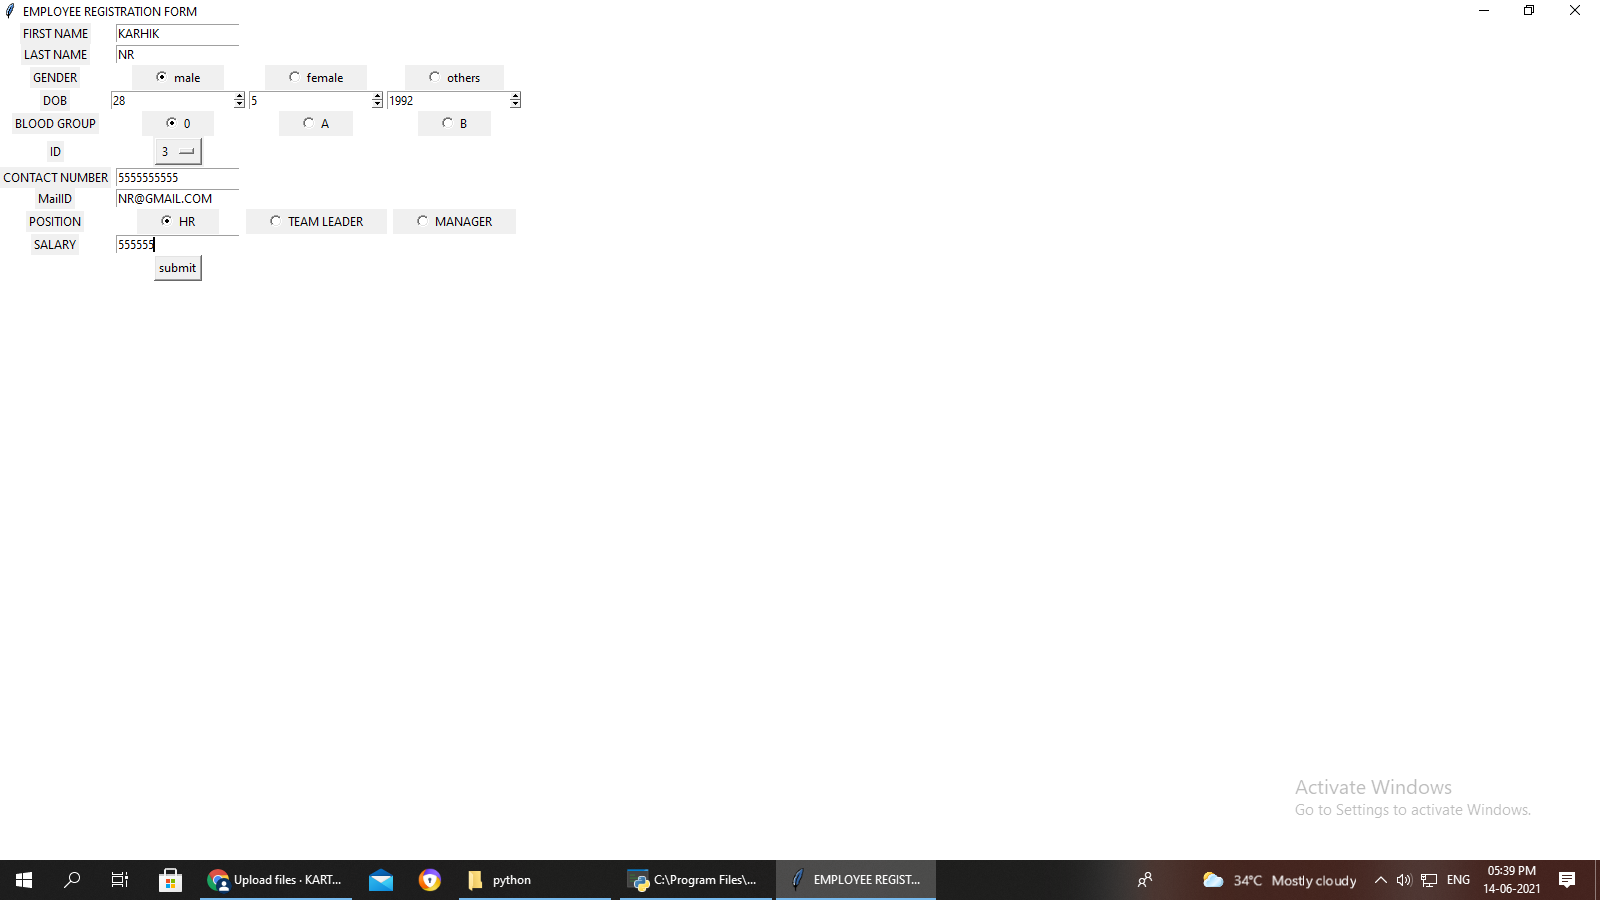 EMPLOYEE REGISTRATION FORM
FIRST NAME KARHIK
LAST NAME NR
GENDER male female others
DOB 28 5 1992
BLOOD GROUP 0 A B
ID 3
CONTACT NUMBER 5555555555
MailID NR@GMAIL.COM
POSITION HR TEAM LEADER MANAGER
SALARY 555555
submit
Activate Windows
Go to Settings to activate Windows.
Upload files · KART... python C:\Program Files\... EMPLOYEE REGIST... 34°C Mostly cloudy ENG 05:39 PM
14-06-2021